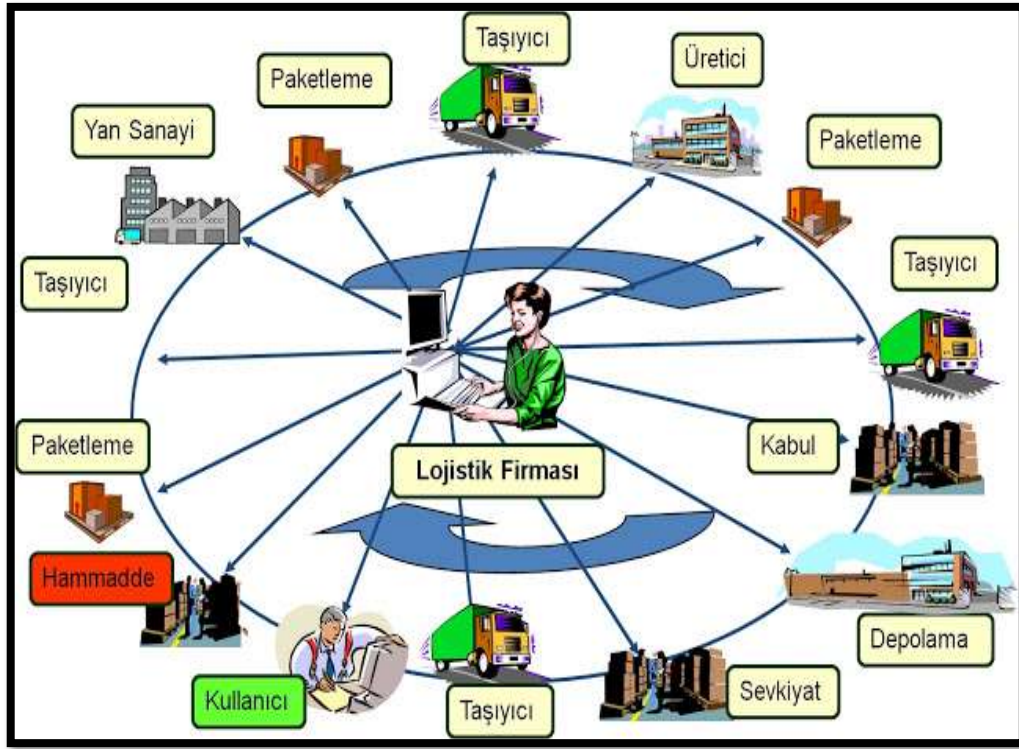 Taşıyıcı
Üretici
Paketleme
Yan Sanayi
Paketleme
Taşıyıcı
Taşıyıcı
Paketleme
Kabul
Lojistik Firması
Hammadde
Depolama
Kullanıcı
Taşıyıcı
Sevkiyat